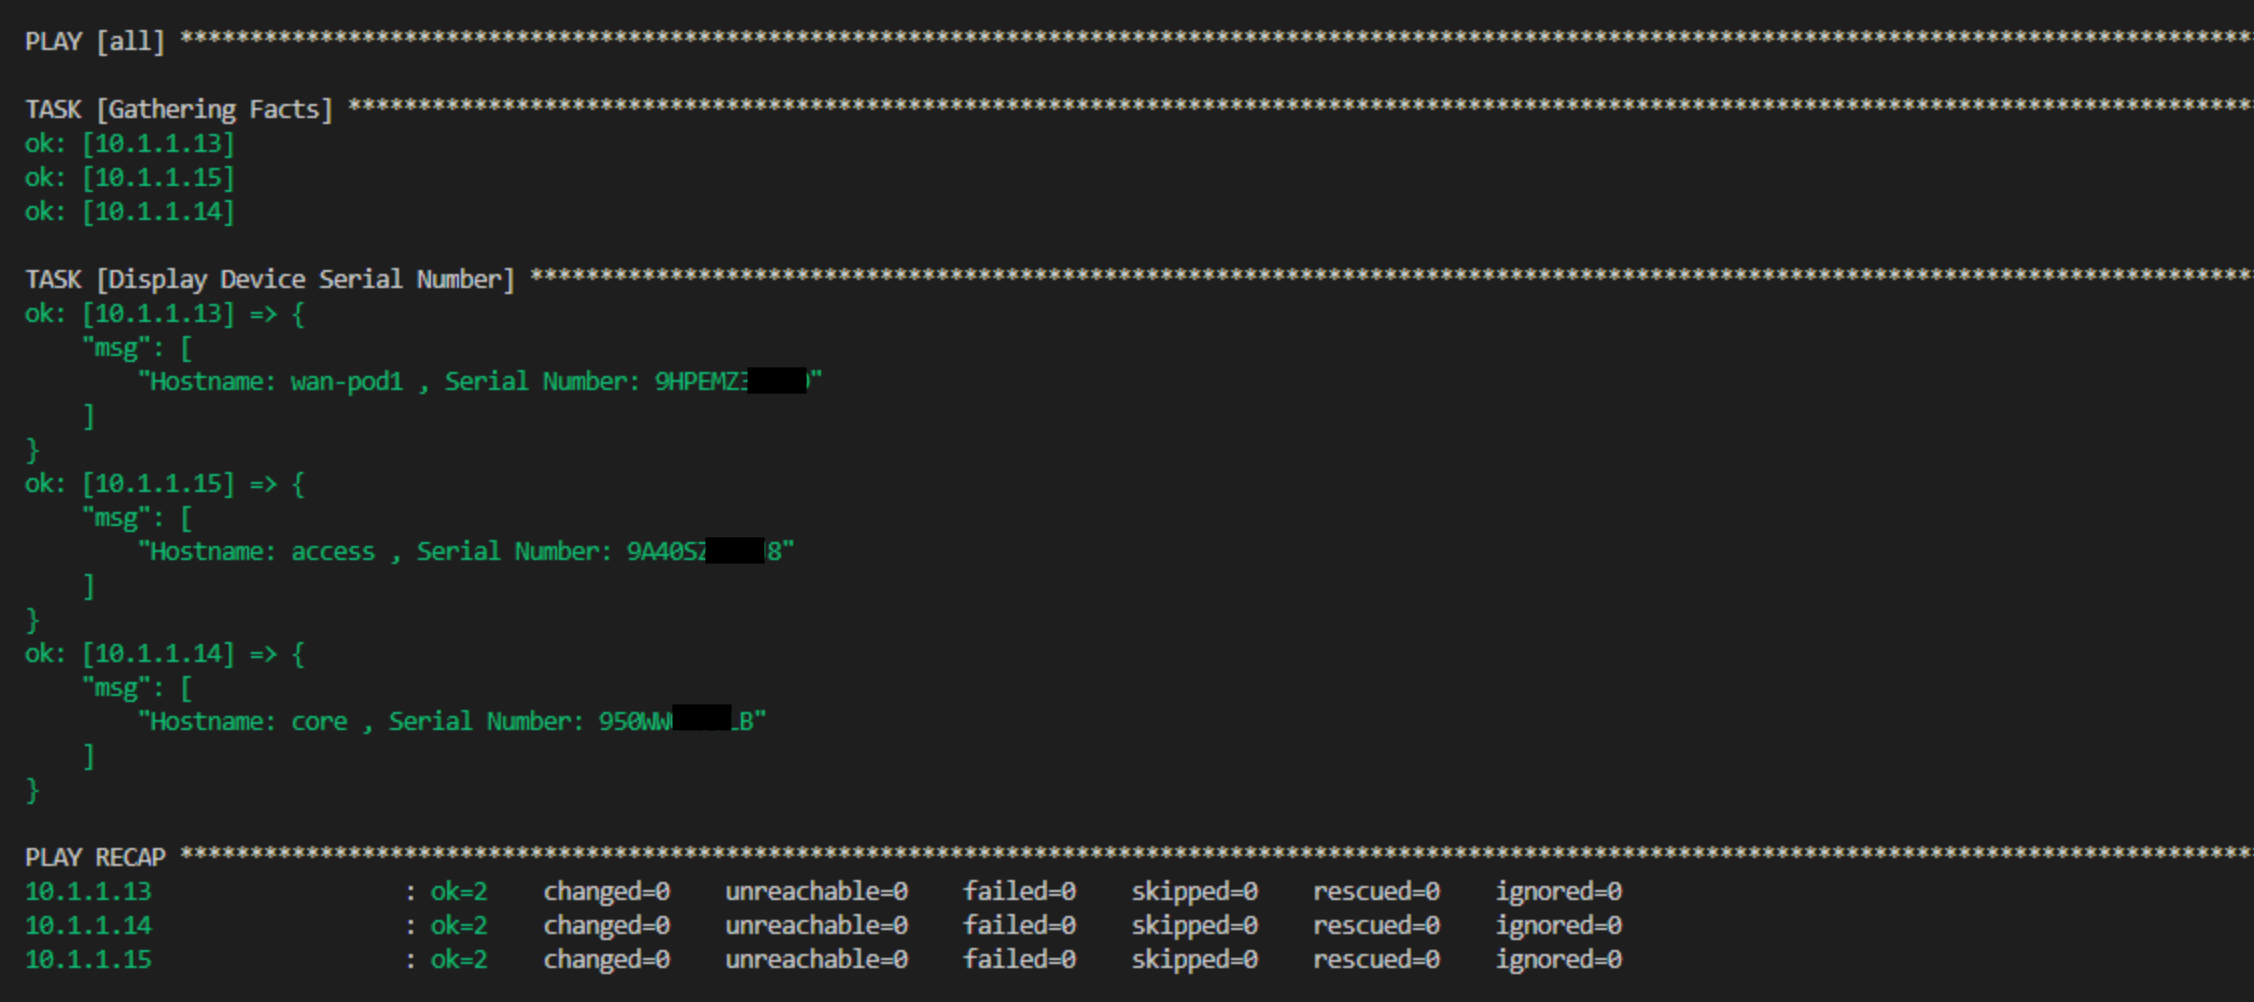 PLAY [all] ****************************************************************************************************************************************************
TASK [Gathering Facts] ****************************************************************************************************************************************
ok: [10.1.1.13]
ok: [10.1.1.15]
ok: [10.1.1.14]
TASK [Display Device Serial Number] ***************************************************************************************************************************
ok: [10.1.1.13] => {
    "msg": [
        "Hostname: wan-pod1 , Serial Number: 9HPEMZ"
    ]
}
ok: [10.1.1.15] => {
    "msg": [
        "Hostname: access , Serial Number: 9A40SZ 8"
    ]
}
ok: [10.1.1.14] => {
    "msg": [
        "Hostname: core , Serial Number: 950WW B"
    ]
}
PLAY RECAP ****************************************************************************************************************************************************
10.1.1.13                  : ok=2    changed=0    unreachable=0    failed=0    skipped=0    rescued=0    ignored=0
10.1.1.14                  : ok=2    changed=0    unreachable=0    failed=0    skipped=0    rescued=0    ignored=0
10.1.1.15                  : ok=2    changed=0    unreachable=0    failed=0    skipped=0    rescued=0    ignored=0